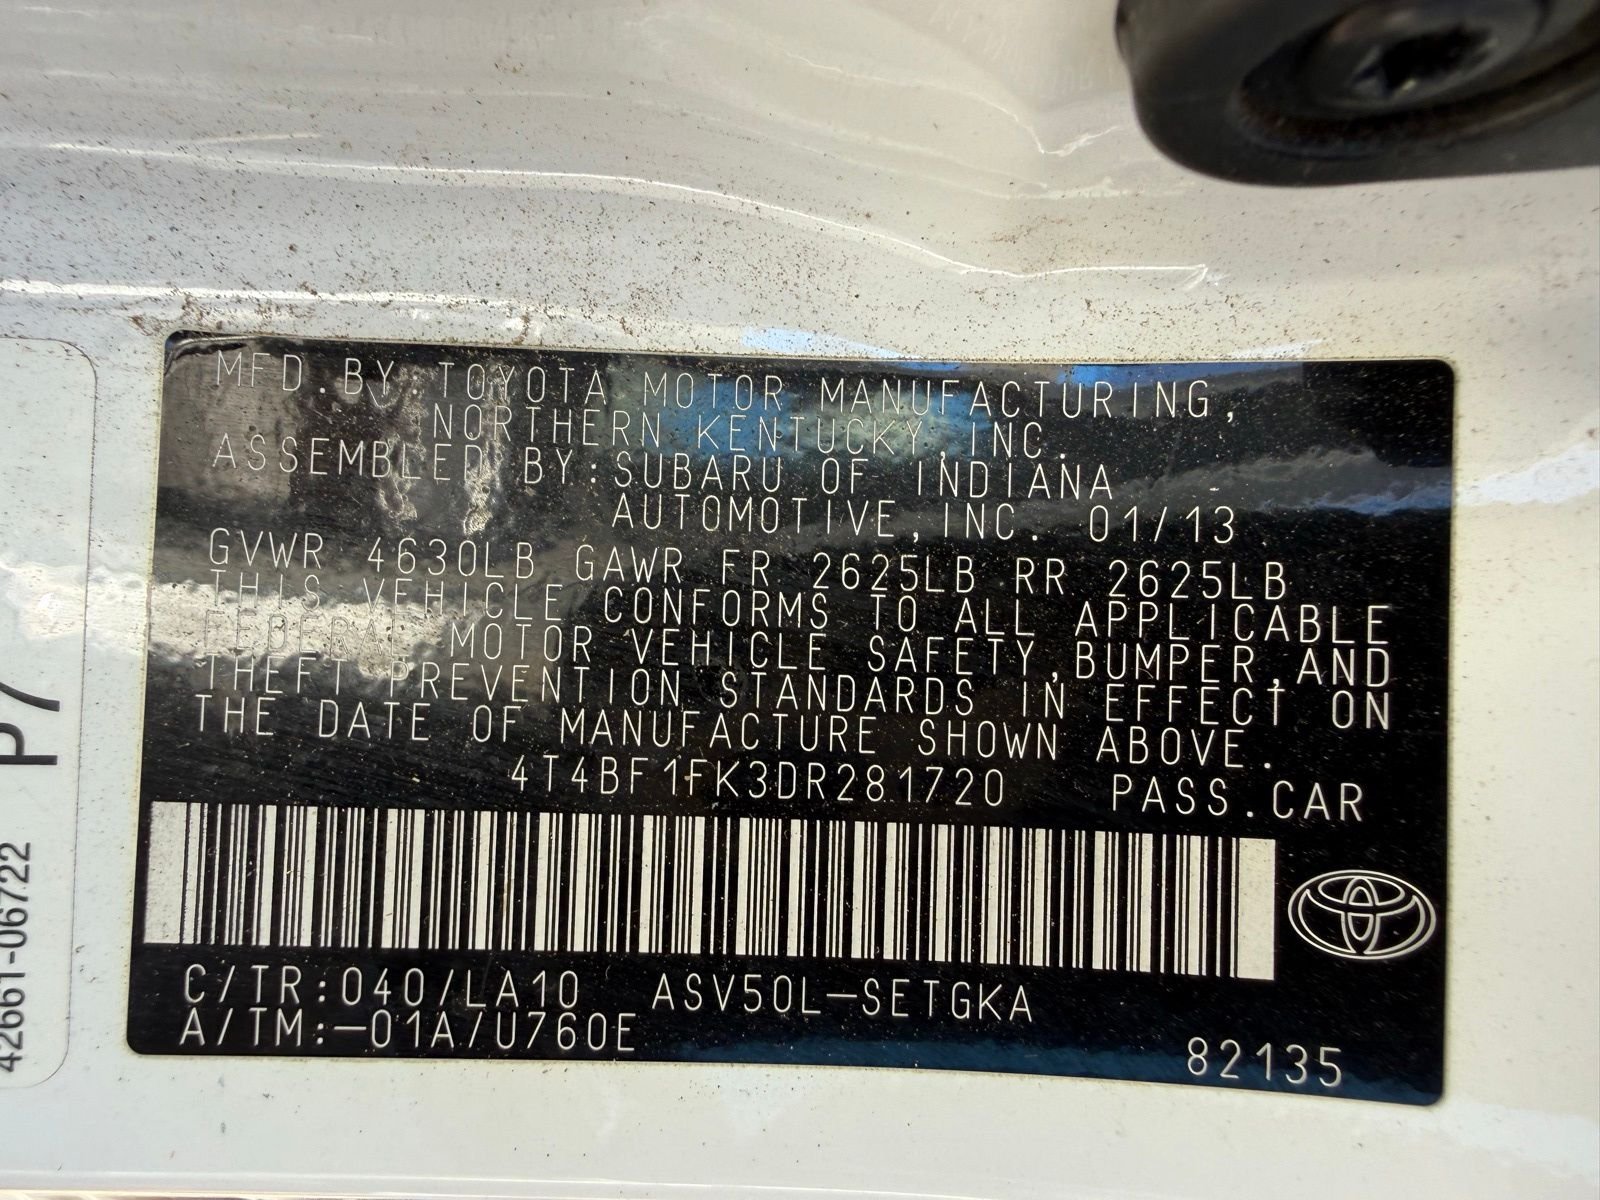 MFD.BY:TOYOTA MOTOR MANUFACTURING,
NORTHERN KENTUCKY,INC.
ASSEMBLED BY:SUBARU OF INDIANA
AUTOMOTIVE,INC. 01/13
GVWR 4630LB GAWR FR 2625LB RR 2625LB
THIS VEHICLE CONFORMS TO ALL APPLICABLE
FEDERAL MOTOR VEHICLE SAFETY,BUMPER,AND
THEFT PREVENTION STANDARDS IN EFFECT ON
THE DATE OF MANUFACTURE SHOWN ABOVE.
4T4BF1FK3DR281720 PASS.CAR
C/TR:040/LA10 ASV50L-SETGKA
A/TM:-01A/U760E
82135
P7
42661-06722